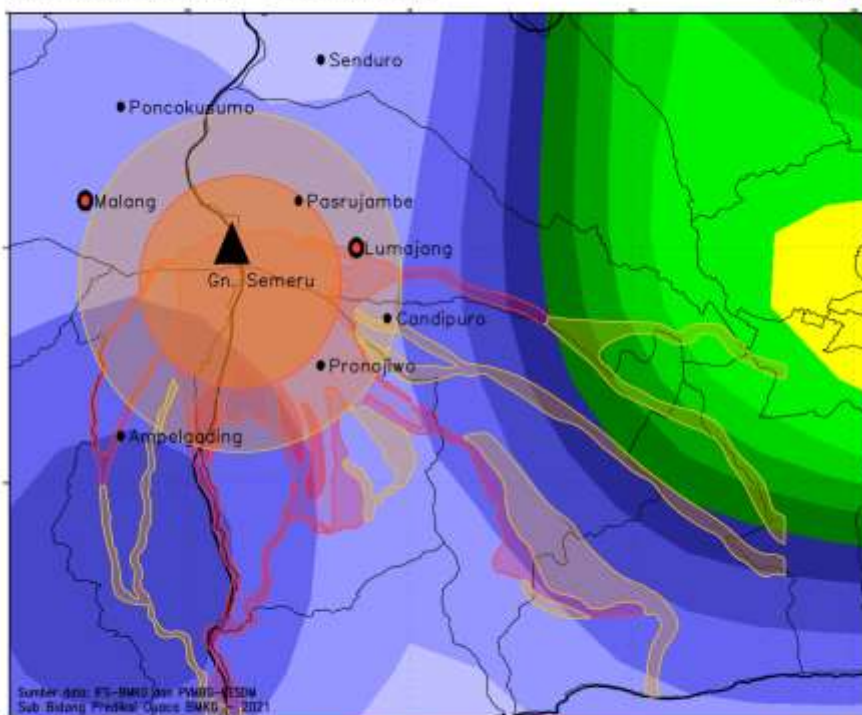 Senduro
Poncokusumo
Malang
Pasrujambe
Lumajang
Gn. Semeru
Candipuro
Pronojiwo
Ampelgading
Sumber data: IFS-BMKG dan PVMBG-KESDM
Sub Bidang Prediksi Cuaca BMKG - 2021